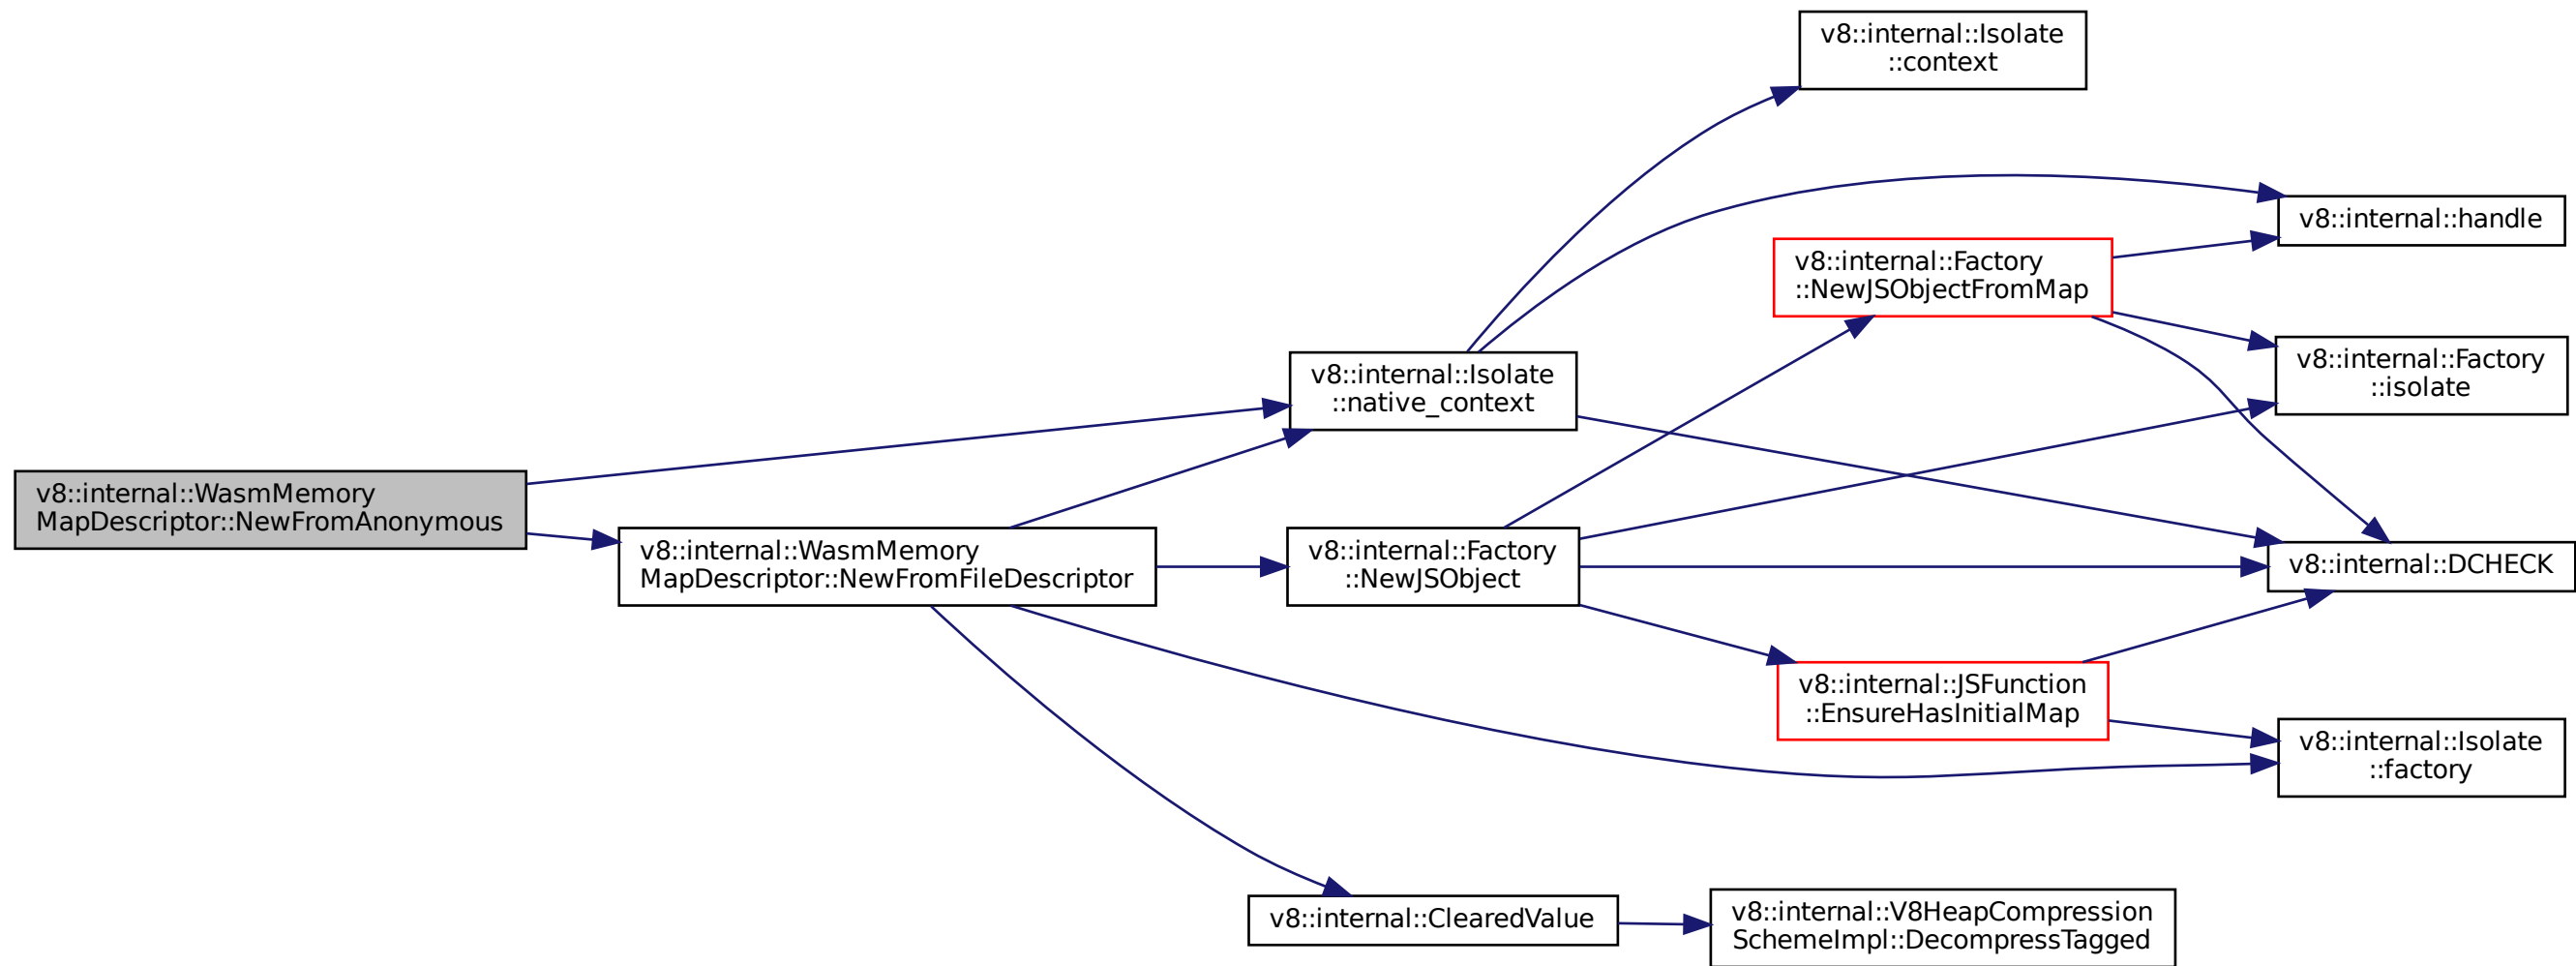 v8::internal::Isolate
::context
v8::internal::handle
v8::internal::Factory
::NewJSObjectFromMap
v8::internal::Factory
::isolate
v8::internal::Isolate
::native_context
v8::internal::WasmMemory
MapDescriptor::NewFromAnonymous
v8::internal::WasmMemory
MapDescriptor::NewFromFileDescriptor
v8::internal::Factory
::NewJSObject
v8::internal::DCHECK
v8::internal::JSFunction
::EnsureHasInitialMap
v8::internal::Isolate
::factory
v8::internal::ClearedValue
v8::internal::V8HeapCompression
SchemeImpl::DecompressTagged